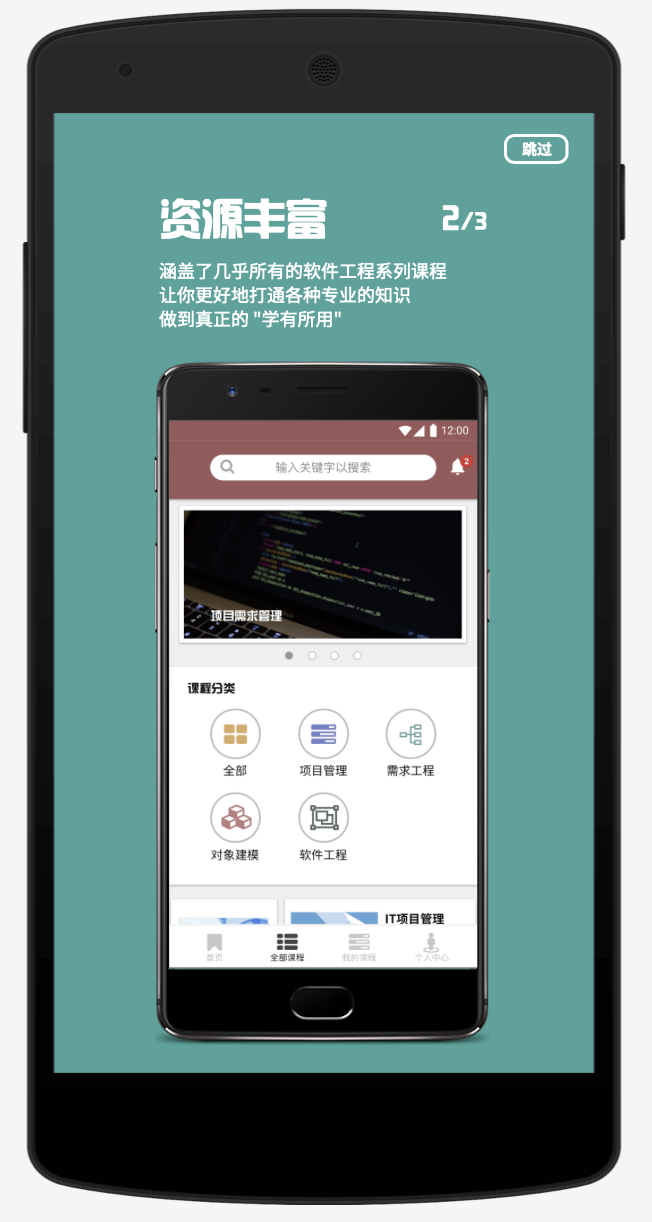 跳过
资源丰富
2/3
涵盖了几乎所有的软件工程系列课程
让你更好地打通各种专业的知识
做到真正的 "学有所用"
12:00
输入关键字以搜索
2
项目需求管理
课程分类
全部
项目管理
需求工程
对象建模
软件工程
IT项目管理
首页
全部课程
我的课程
个人中心